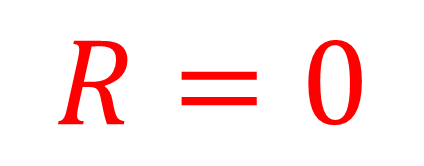 R = 0